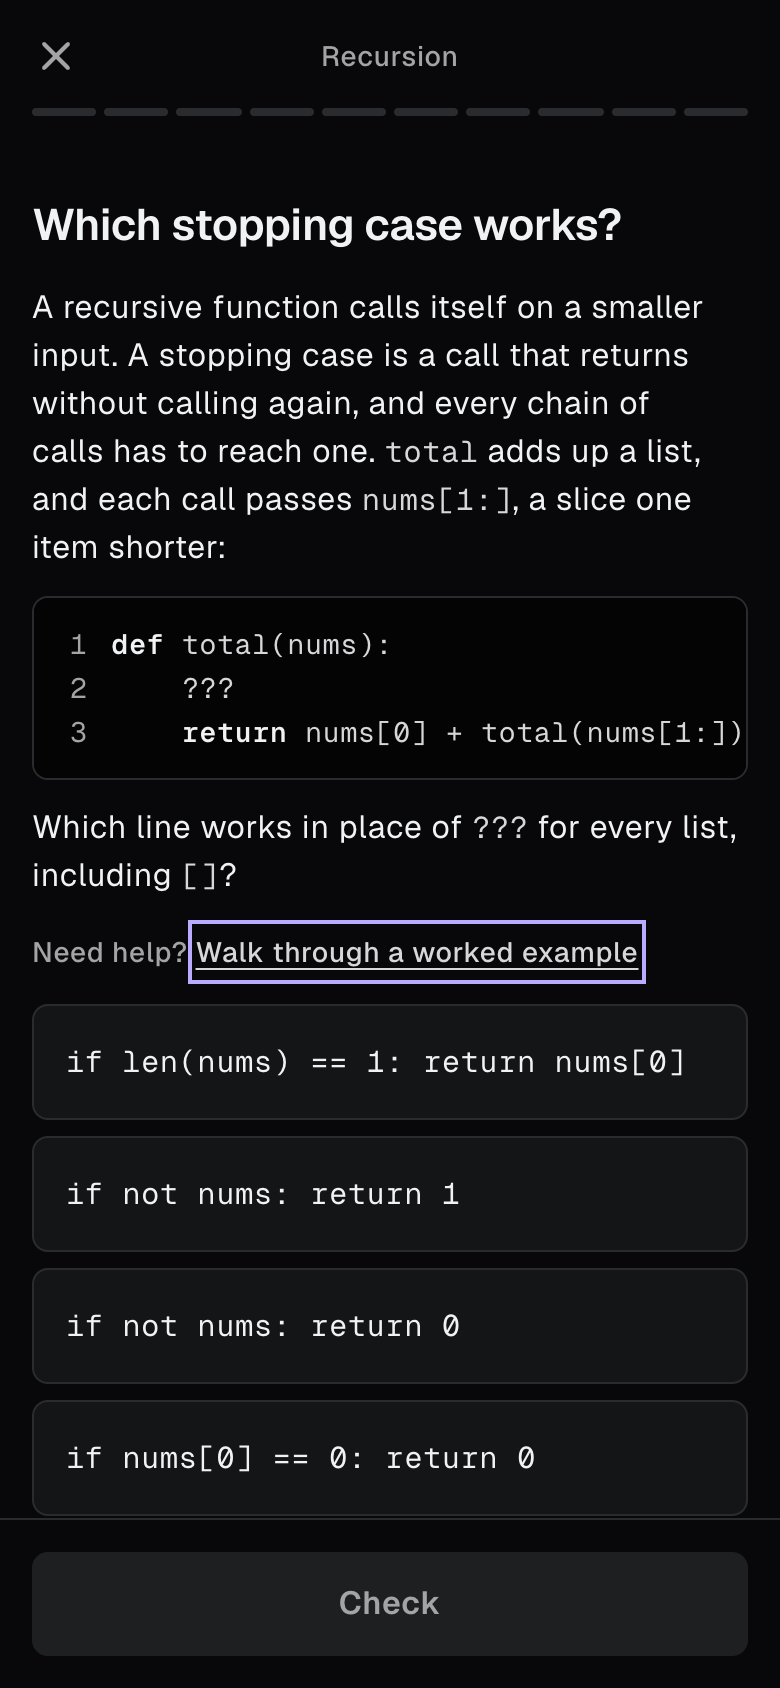 Recursion
Which stopping case works?
A recursive function calls itself on a smaller
input. A stopping case is a call that returns
without calling again, and every chain of
calls has to reach one. total adds up a list,
and each call passes nums[1:], a slice one
item shorter:
1 def total(nums):
2     ???
3     return nums[0] + total(nums[1:])
Which line works in place of ??? for every list,
including []?
Need help? Walk through a worked example
if len(nums) == 1: return nums[0]
if not nums: return 1
if not nums: return 0
if nums[0] == 0: return 0
Check